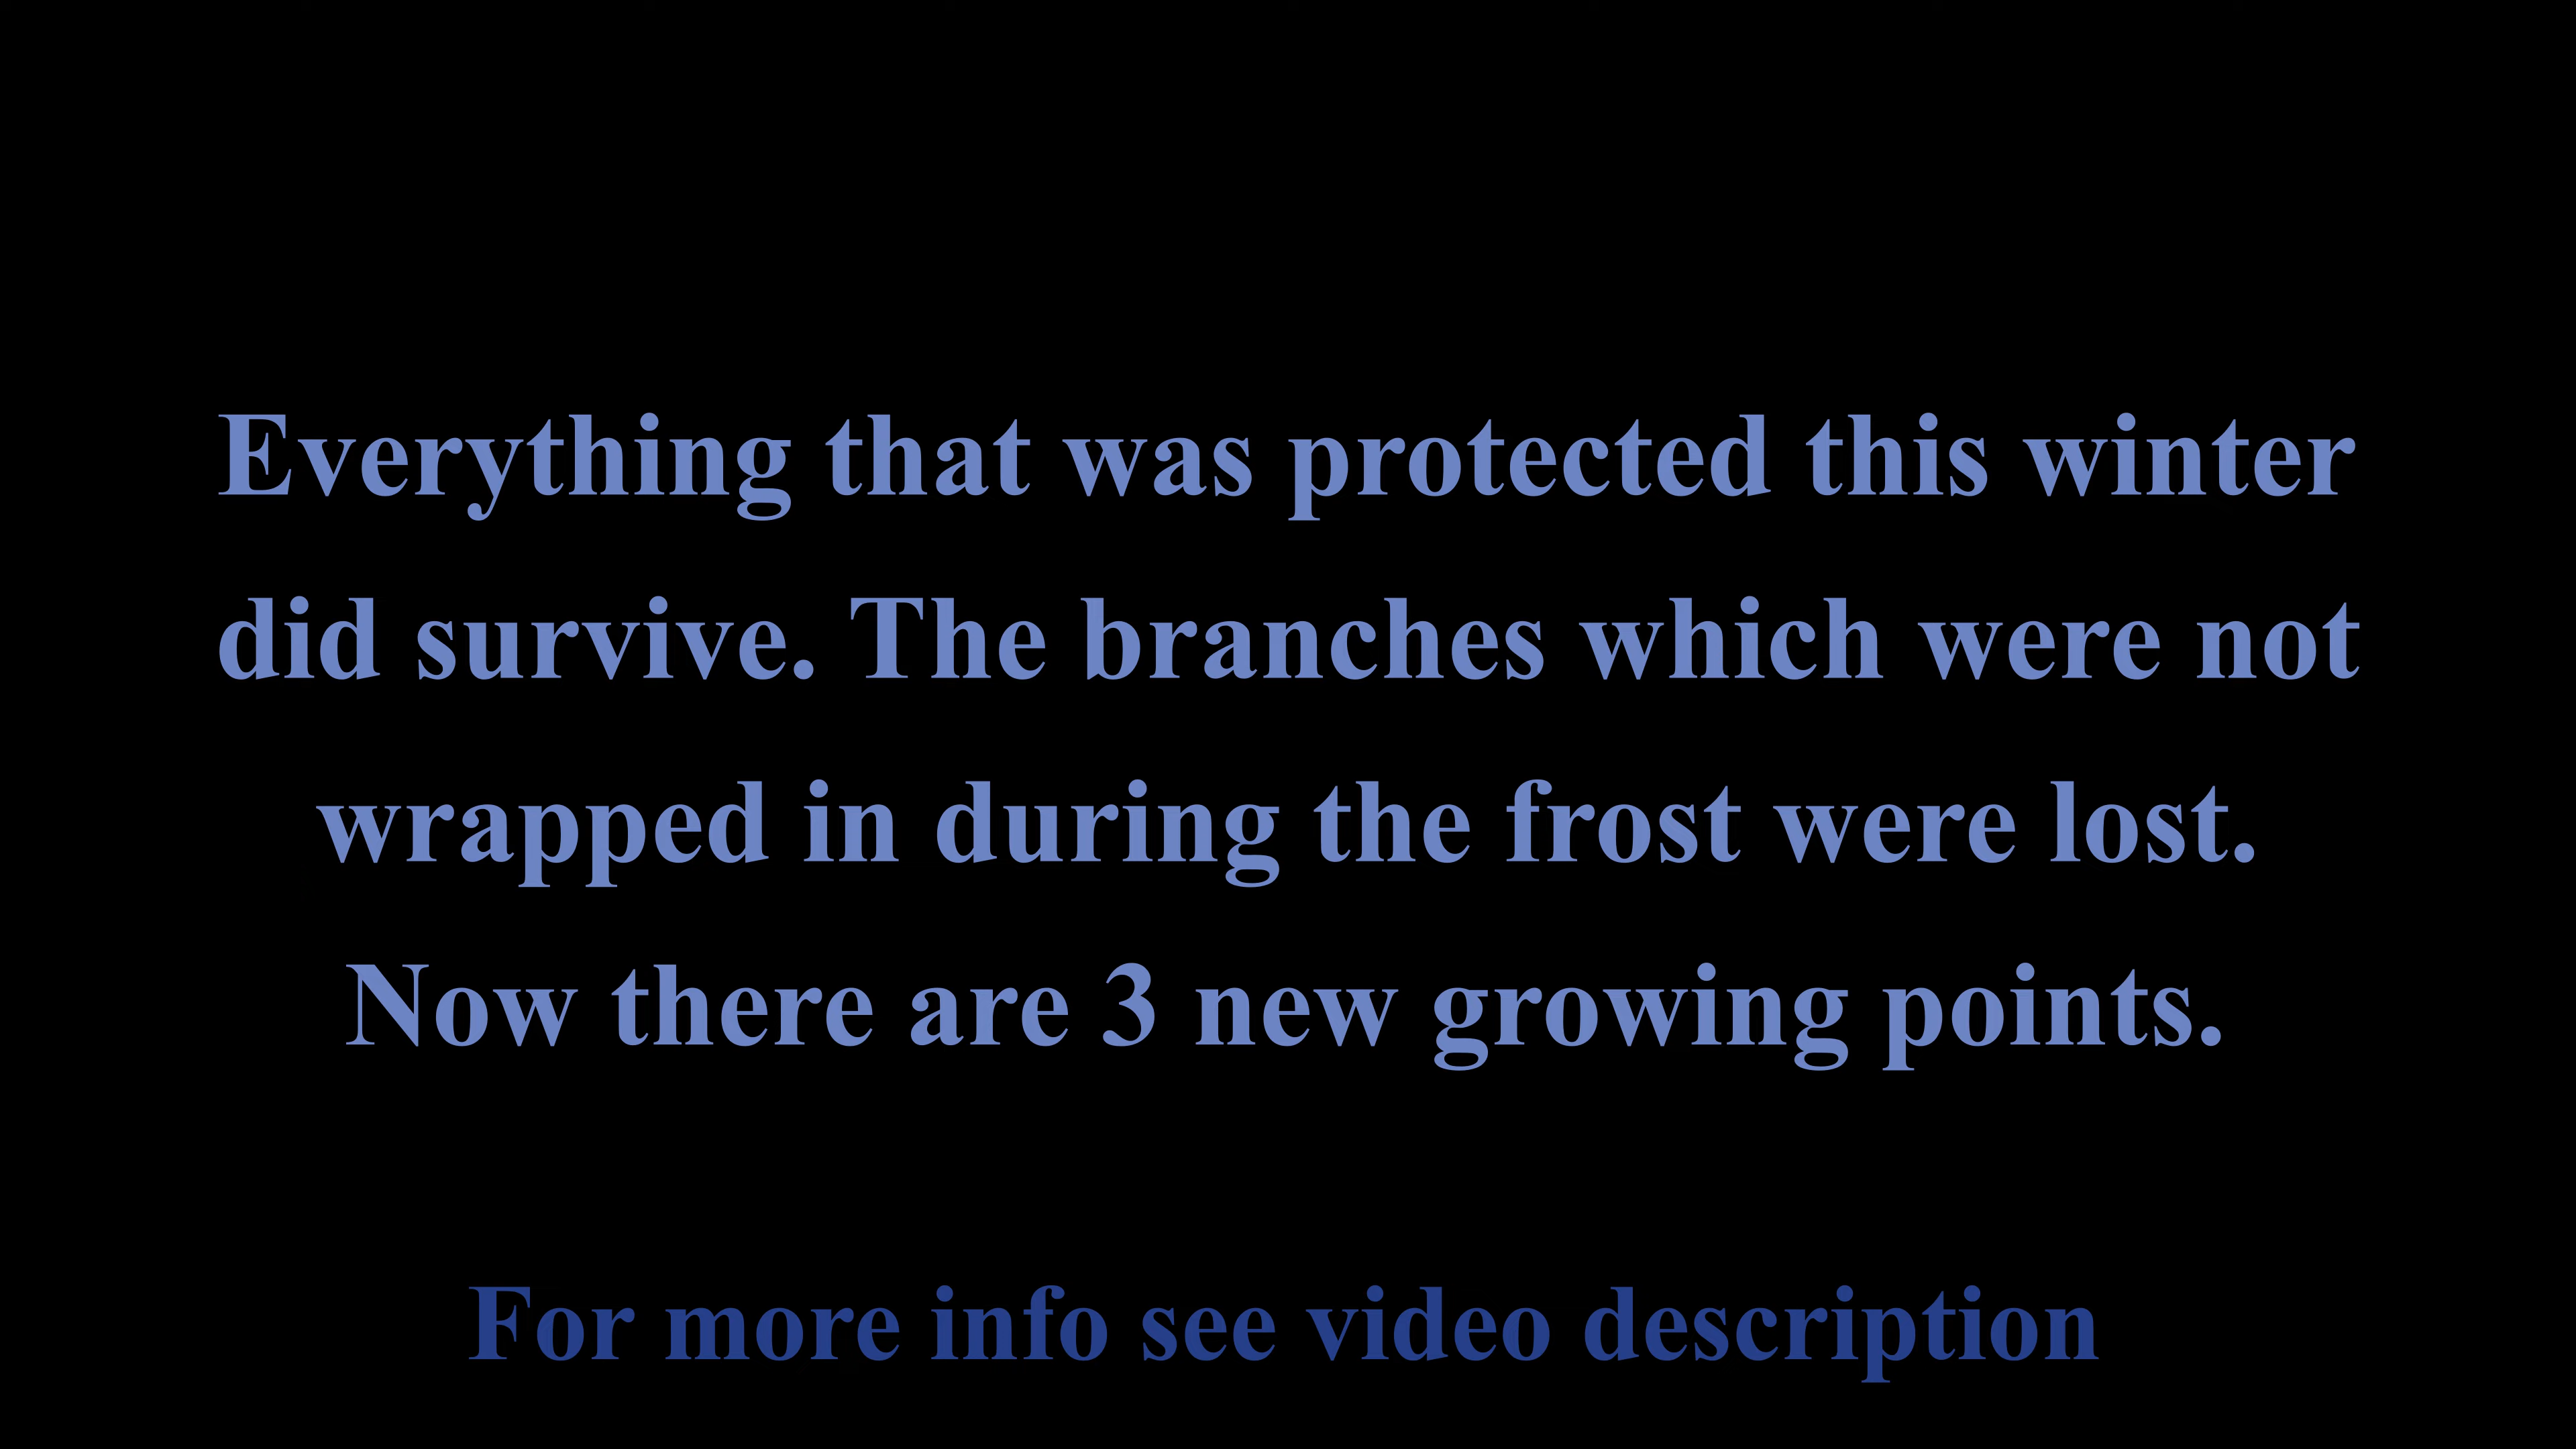 Everything that was protected this winter
did survive. The branches which were not
wrapped in during the frost were lost.
Now there are 3 new growing points.
For more info see video description